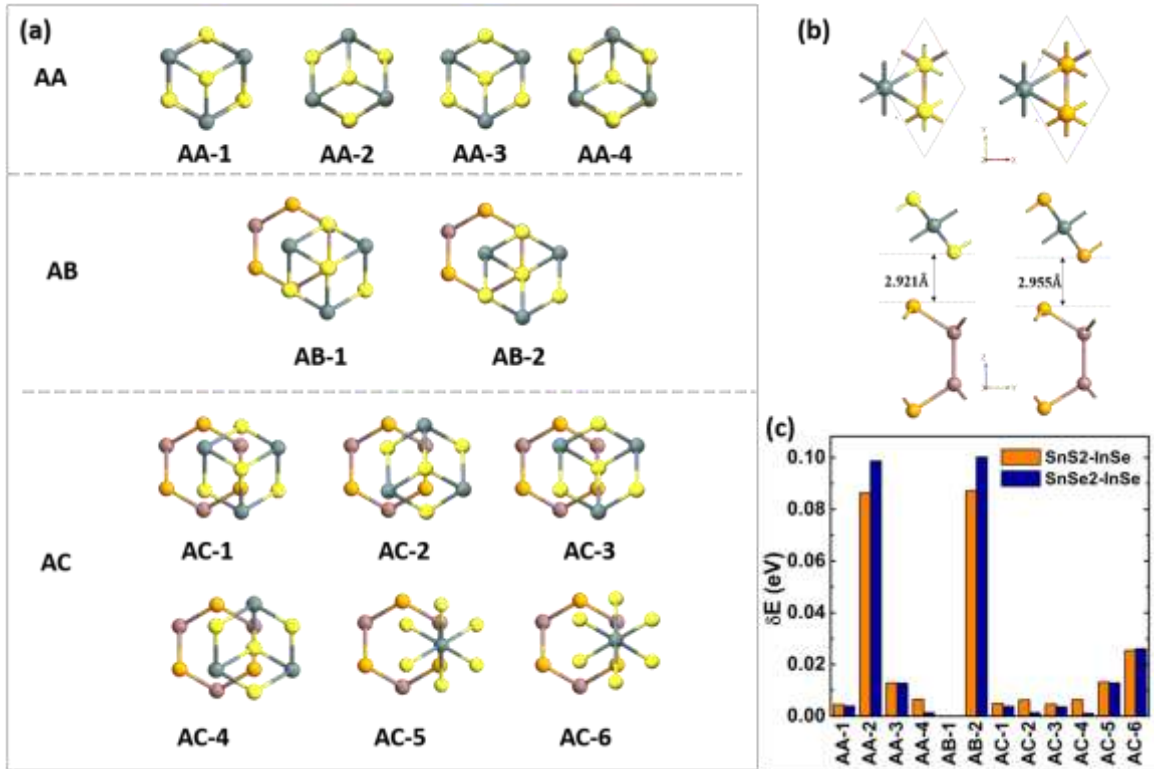 (a)
AA
AA-1 AA-2 AA-3 AA-4
AB
AB-1 AB-2
AC
AC-1 AC-2 AC-3
AC-4 AC-5 AC-6
(b)
2.921Å 2.955Å
(c)
SnS2-InSe
SnSe2-InSe
δE (eV)
0.10
0.08
0.06
0.04
0.02
0.00
AA-1
AA-2
AA-3
AA-4
AB-1
AB-2
AC-1
AC-2
AC-3
AC-4
AC-5
AC-6